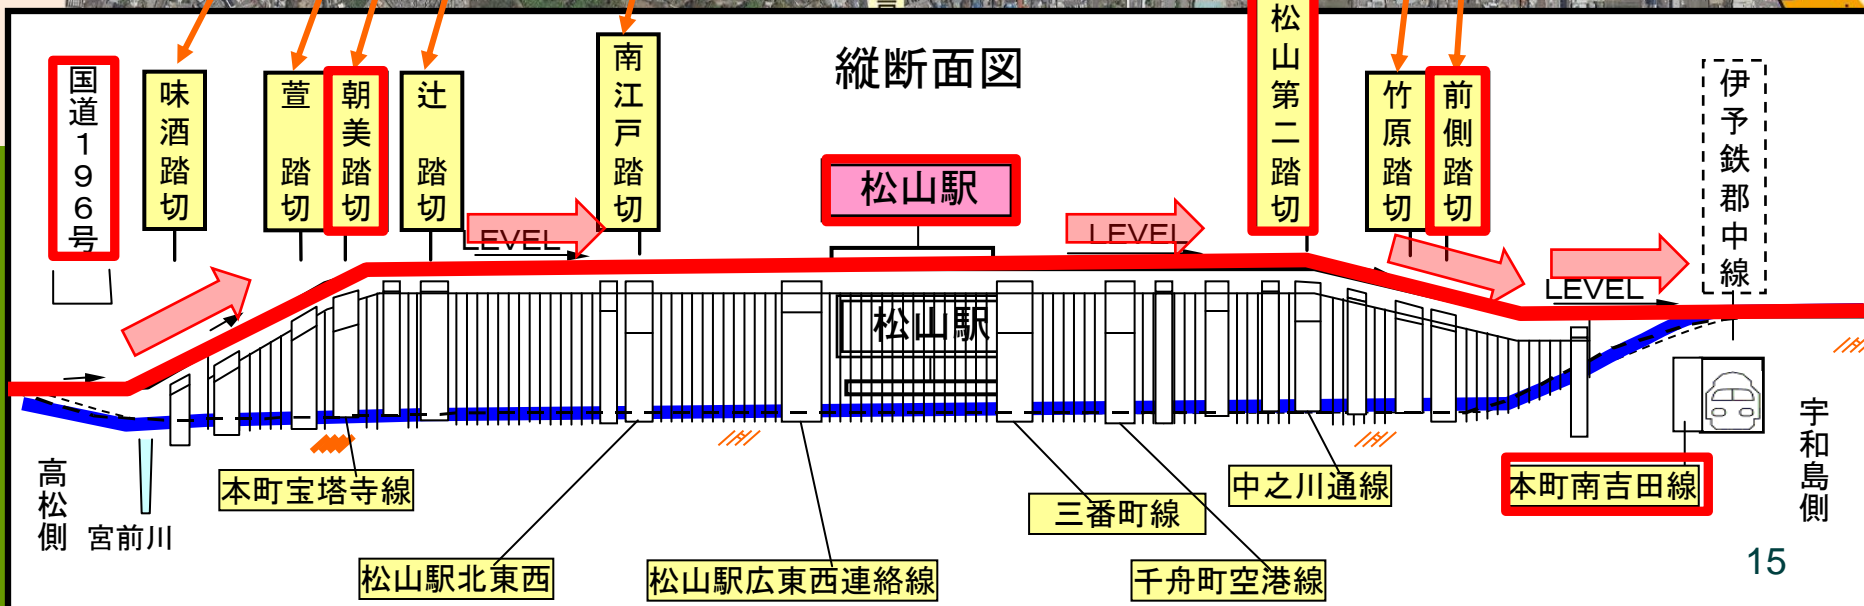 縦断面図
国道196号
味酒踏切
萱踏切
朝美踏切
辻踏切
南江戸踏切
松山駅
松山第二踏切
竹原踏切
前側踏切
伊予鉄郡中線
LEVEL
LEVEL
LEVEL
松山駅
高松側
宮前川
本町宝塔寺線
松山駅北東西
松山駅広東西連絡線
三番町線
千舟町空港線
中之川通線
本町南吉田線
宇和島側
15